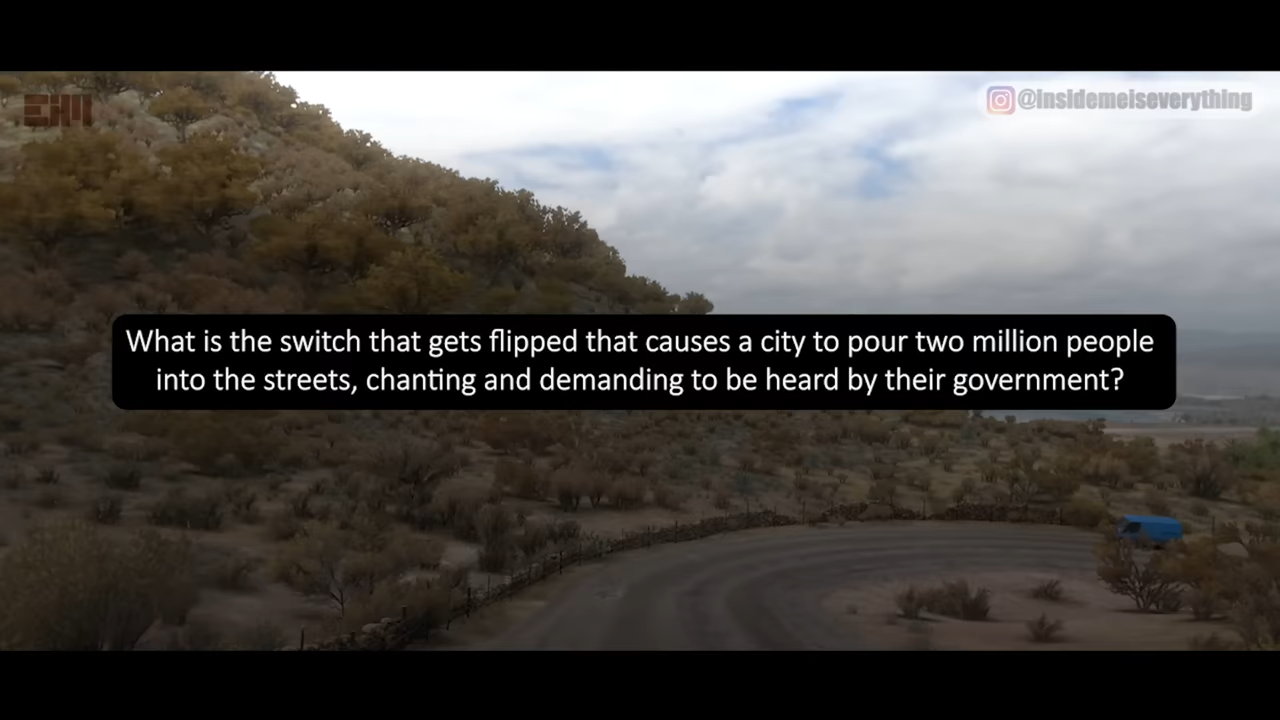 EiM
@insidemeiseverything
What is the switch that gets flipped that causes a city to pour two million people
into the streets, chanting and demanding to be heard by their government?